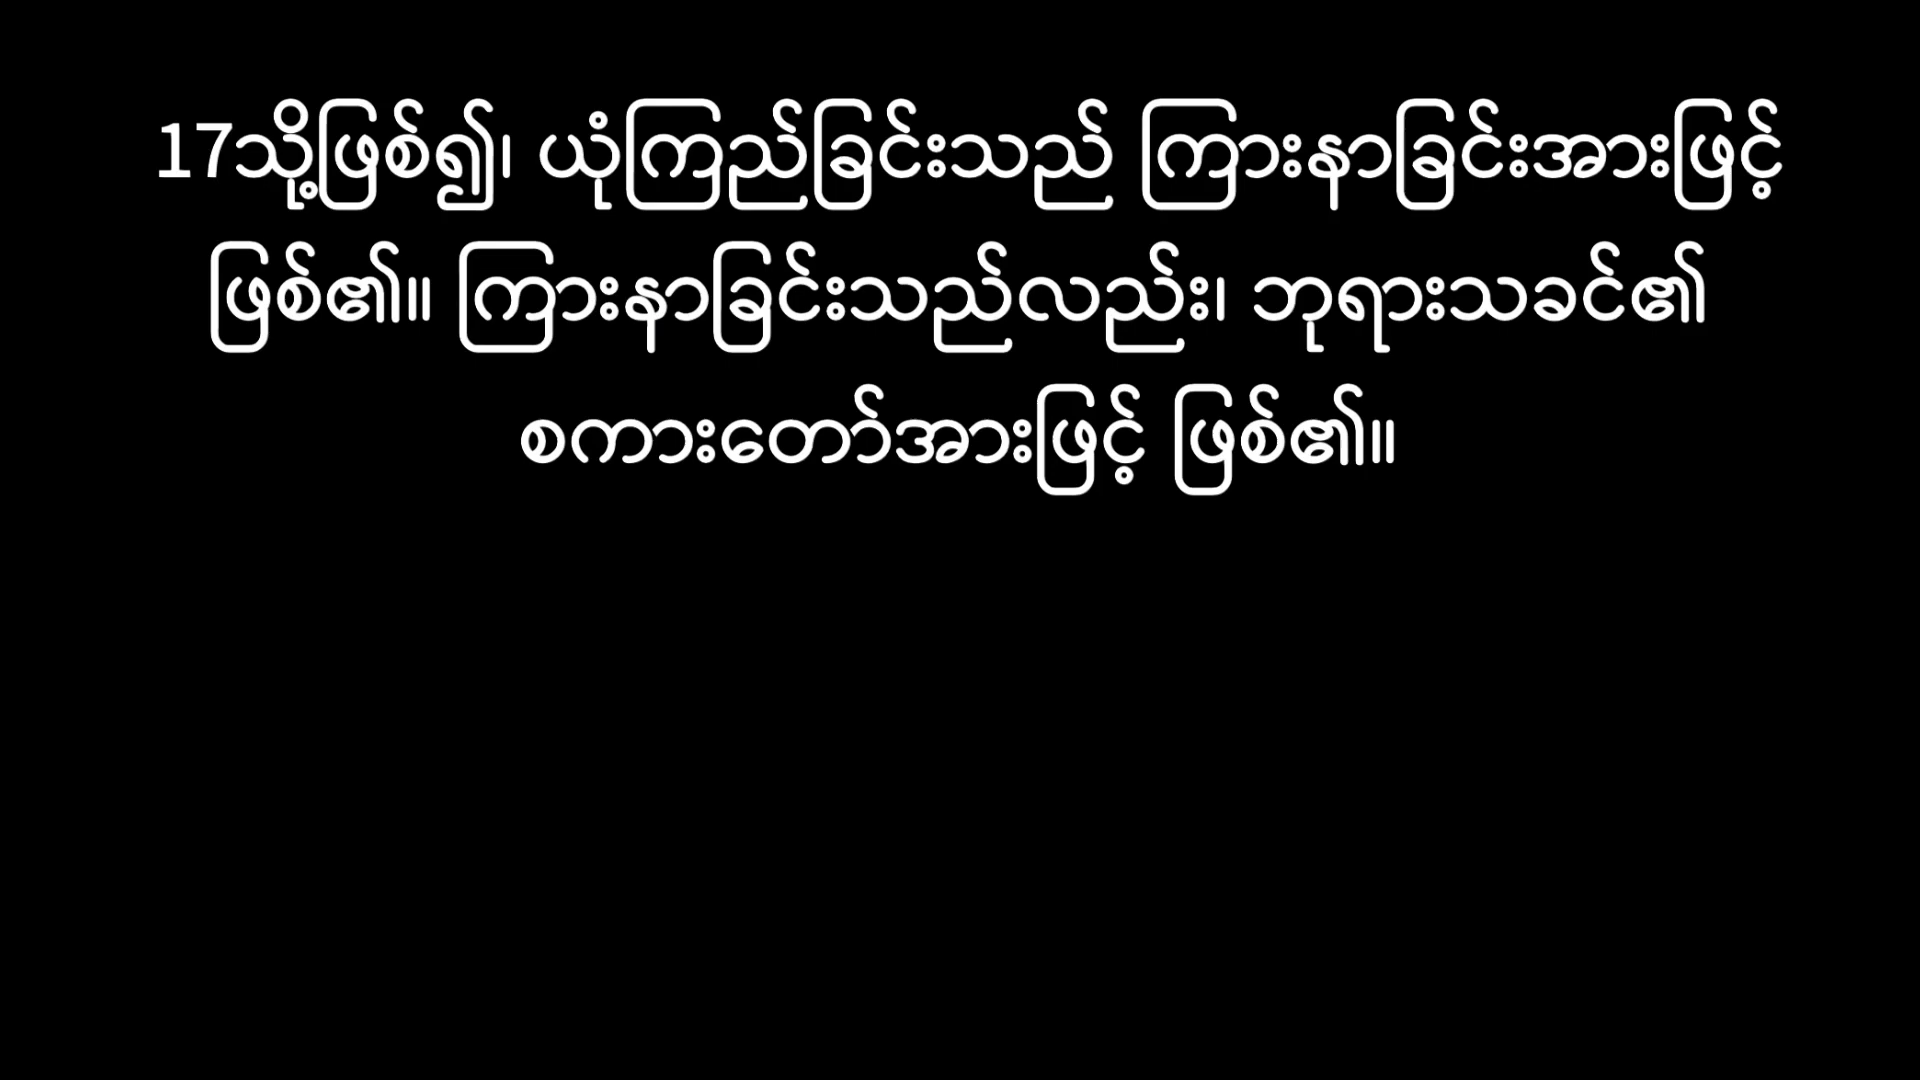 17သို့ဖြစ်၍၊ ယုံကြည်ခြင်းသည် ကြားနာခြင်းအားဖြင့်
ဖြစ်၏။ ကြားနာခြင်းသည်လည်း၊ ဘုရားသခင်၏
စကားတော်အားဖြင့် ဖြစ်၏။